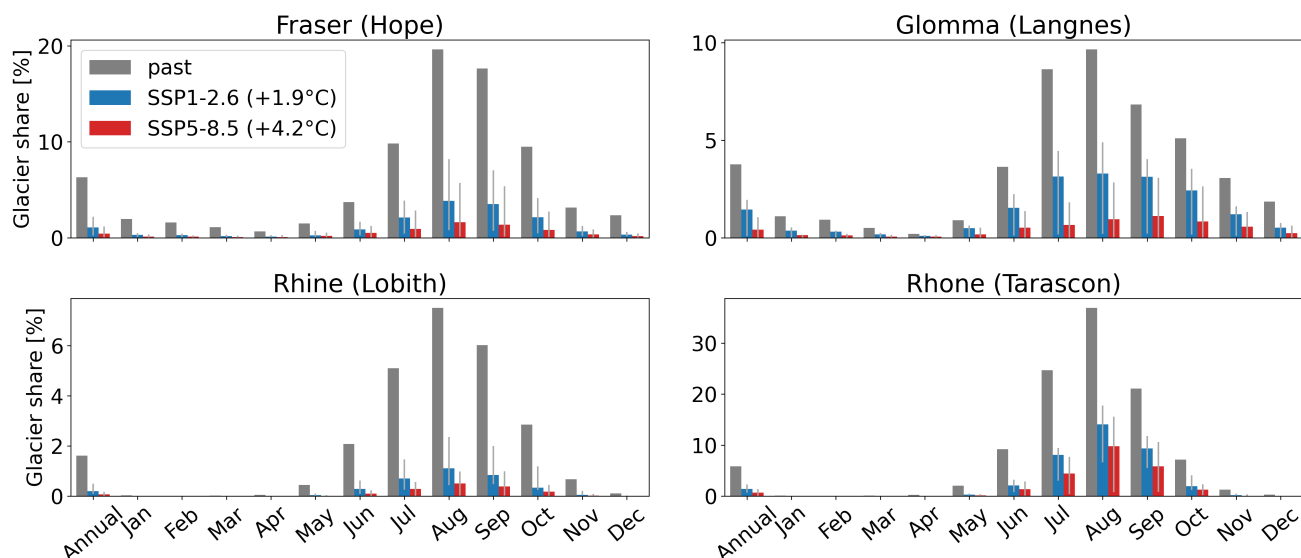 Fraser (Hope)
Glacier share [%]
20
10
0
past
SSP1-2.6 (+1.9°C)
SSP5-8.5 (+4.2°C)
Glomma (Langnes)
10
5
0
Rhine (Lobith)
Glacier share [%]
6
4
2
0
Annual Jan Feb Mar Apr May Jun Jul Aug Sep Oct Nov Dec
Rhone (Tarascon)
30
20
10
0
Annual Jan Feb Mar Apr May Jun Jul Aug Sep Oct Nov Dec